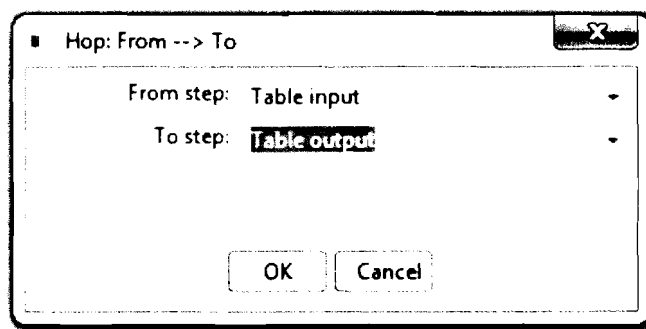 Hop: From --> To
From step: Table input
To step: Table output
OK Cancel